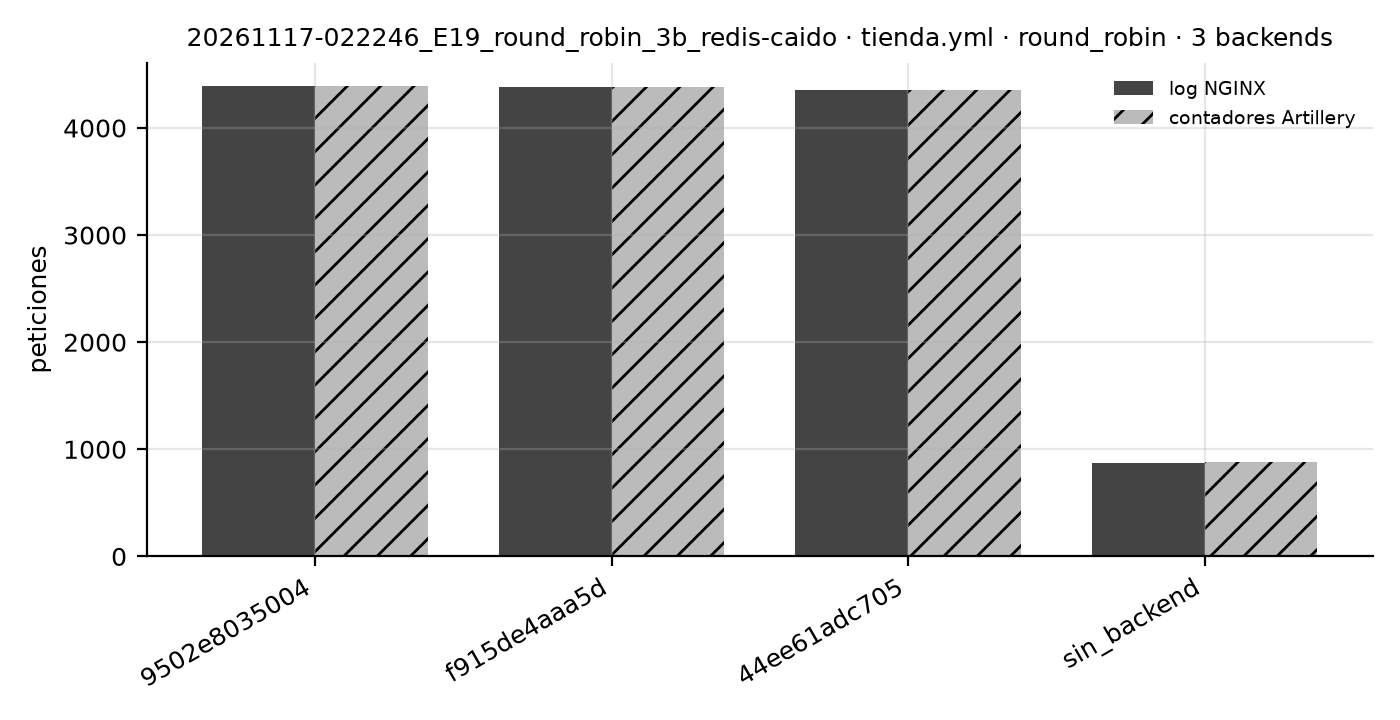 20261117-022246_E19_round_robin_3b_redis-caido · tienda.yml · round_robin · 3 backends
log NGINX
contadores Artillery
peticiones
4000
3000
2000
1000
0
9502e8035004
f915de4aaa5d
44ee61adc705
sin_backend